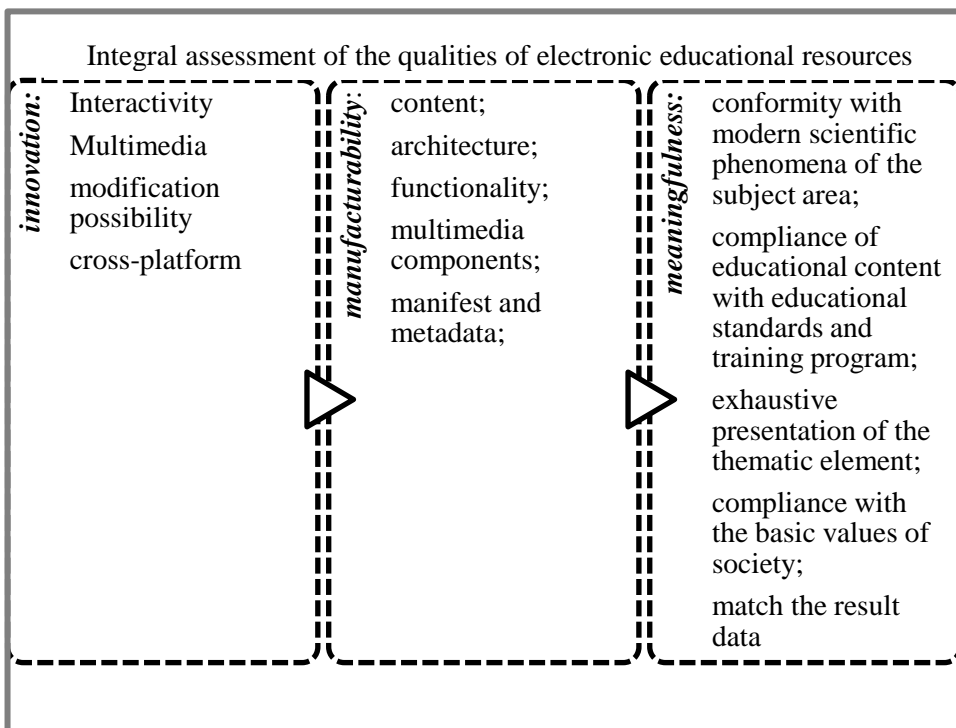 Integral assessment of the qualities of electronic educational resources
innovation:
Interactivity
Multimedia
modification
possibility
cross-platform
manufacturability:
content;
architecture;
functionality;
multimedia
components;
manifest and
metadata;
meaningfulness:
conformity with
modern scientific
phenomena of the
subject area;
compliance of
educational content
with educational
standards and
training program;
exhaustive
presentation of the
thematic element;
compliance with
the basic values of
society;
match the result
data